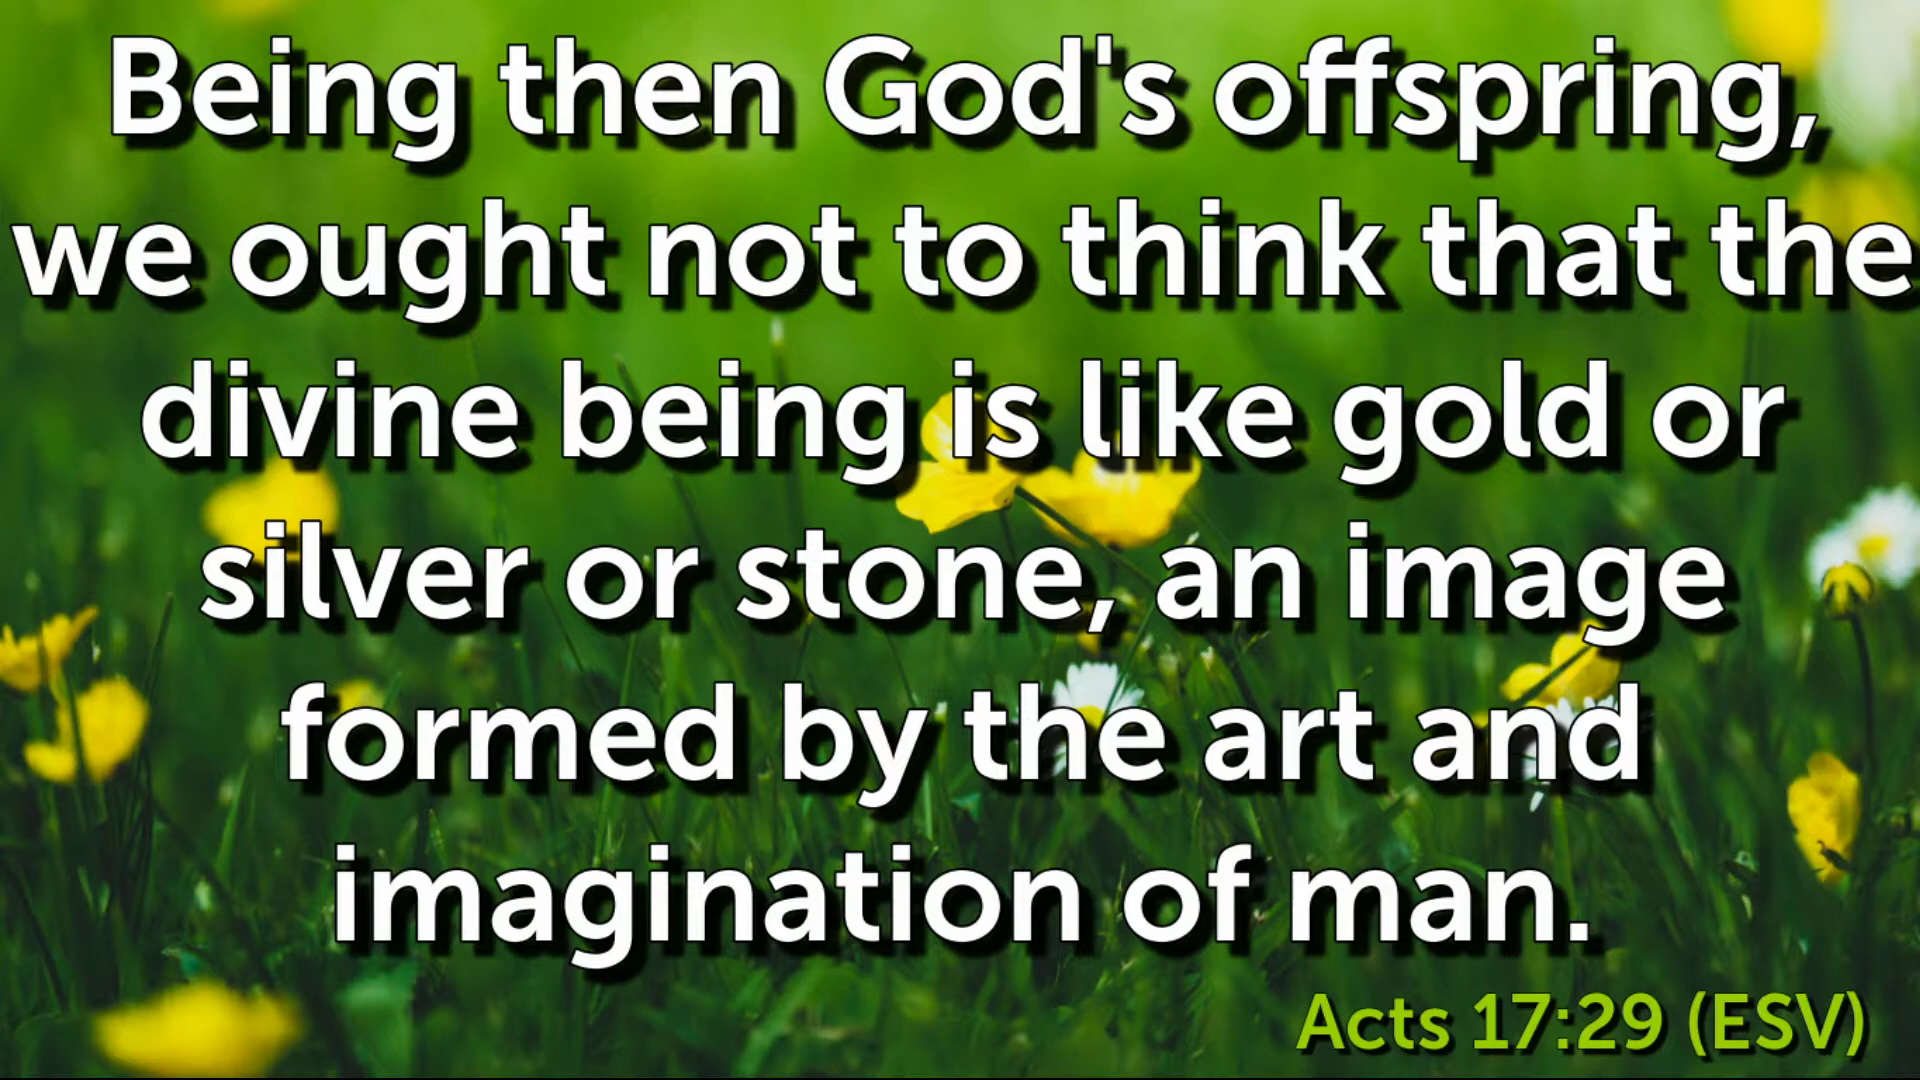 Being then God's offspring,
we ought not to think that the
divine being is like gold or
silver or stone, an image
formed by the art and
imagination of man.
Acts 17:29 (ESV)